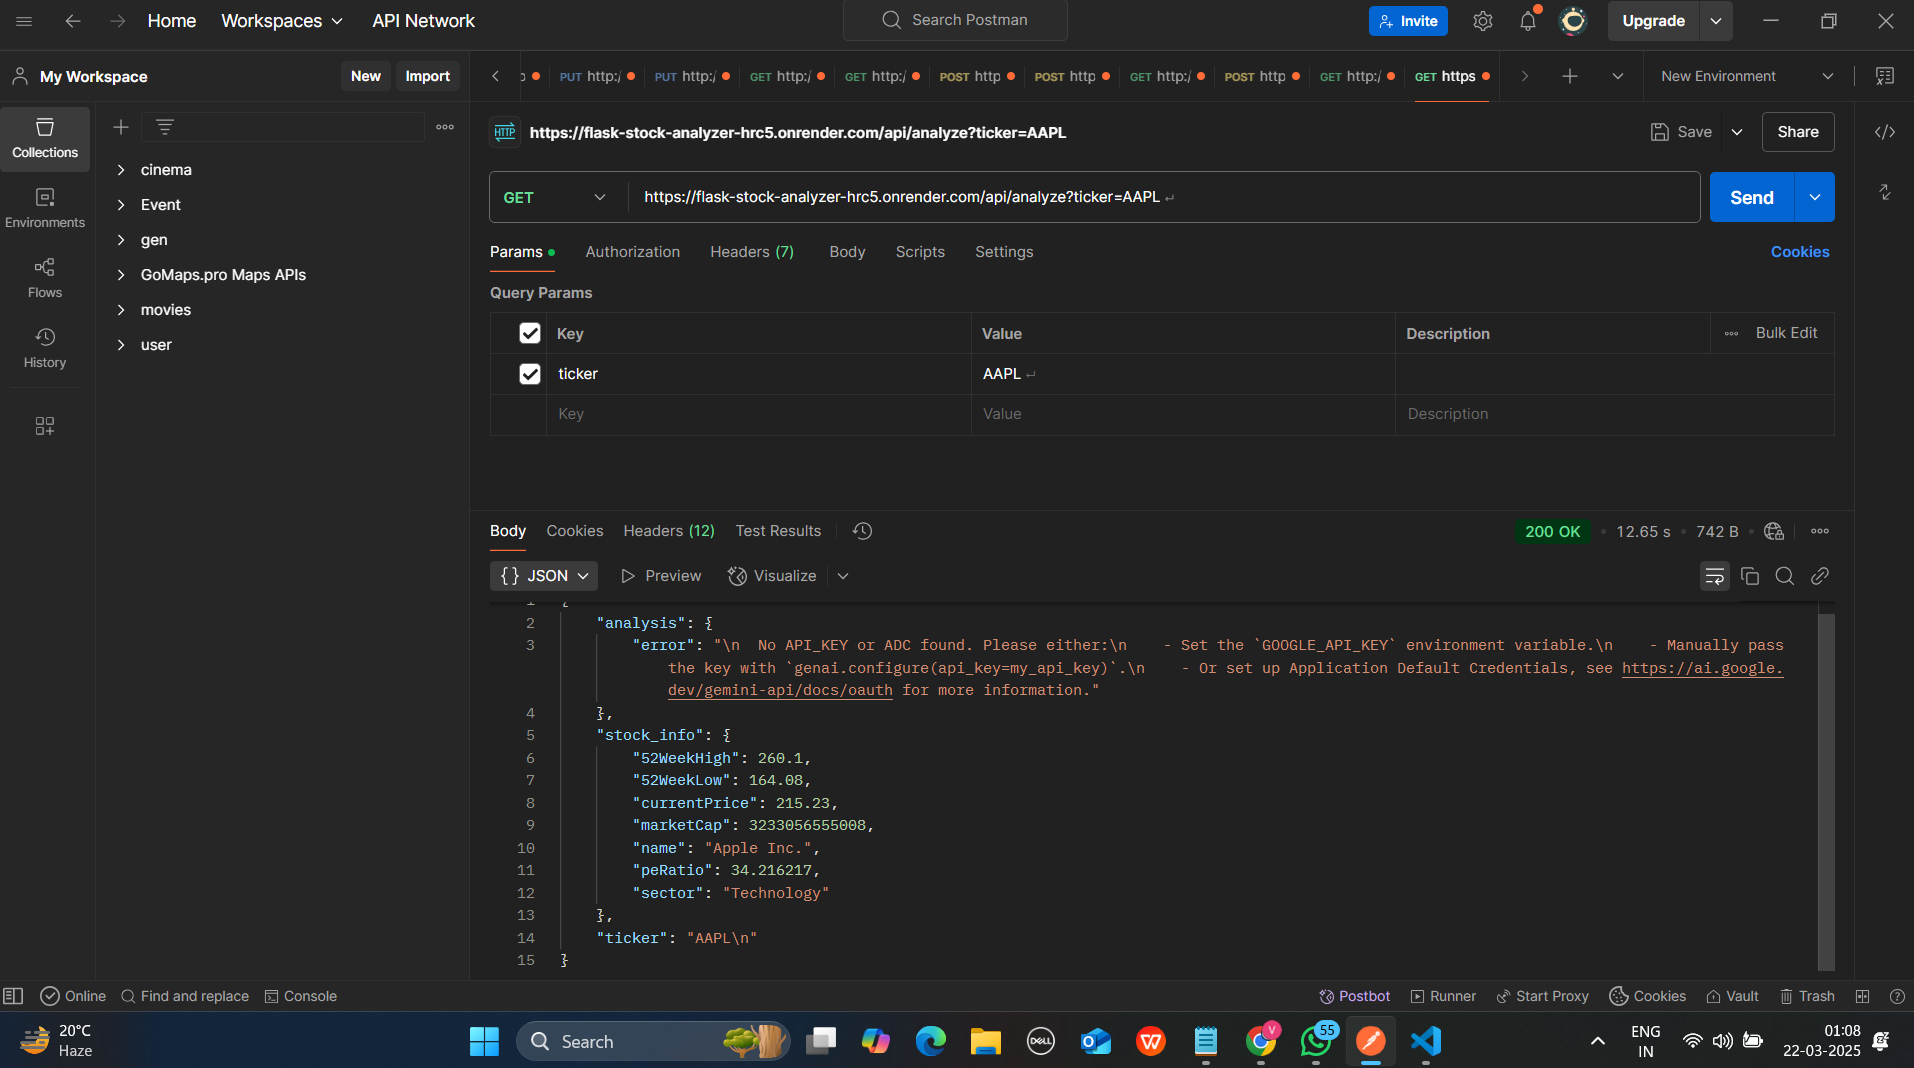 Home
Workspaces
API Network
Search Postman
Invite
Upgrade
My Workspace
New
Import
PUT http:/
PUT http:/
GET http:/
GET http:/
POST http
POST http
GET http:/
POST http
GET http:/
GET https
New Environment
Collections
Environments
Flows
History
cinema
Event
gen
GoMaps.pro Maps APIs
movies
user
HTTP
https://flask-stock-analyzer-hrc5.onrender.com/api/analyze?ticker=AAPL
Save
Share
GET
https://flask-stock-analyzer-hrc5.onrender.com/api/analyze?ticker=AAPL ↵
Send
Params
Authorization
Headers (7)
Body
Scripts
Settings
Cookies
Query Params
Key
Value
Description
Bulk Edit
ticker
AAPL ↵
Key
Value
Description
Body
Cookies
Headers (12)
Test Results
200 OK
12.65 s
742 B
{} JSON
Preview
Visualize
1 {
2 "analysis": {
3 "error": "\n  No API_KEY or ADC found. Please either:\n    - Set the `GOOGLE_API_KEY` environment variable.\n    - Manually pass
the key with `genai.configure(api_key=my_api_key)`.\n    - Or set up Application Default Credentials, see https://ai.google.
dev/gemini-api/docs/oauth for more information."
4 },
5 "stock_info": {
6 "52WeekHigh": 260.1,
7 "52WeekLow": 164.08,
8 "currentPrice": 215.23,
9 "marketCap": 3233056555008,
10 "name": "Apple Inc.",
11 "peRatio": 34.216217,
12 "sector": "Technology"
13 },
14 "ticker": "AAPL\n"
15 }
Online
Find and replace
Console
Postbot
Runner
Start Proxy
Cookies
Vault
Trash
20°C
Haze
Search
DELL
W
V
55
ENG
IN
01:08
22-03-2025